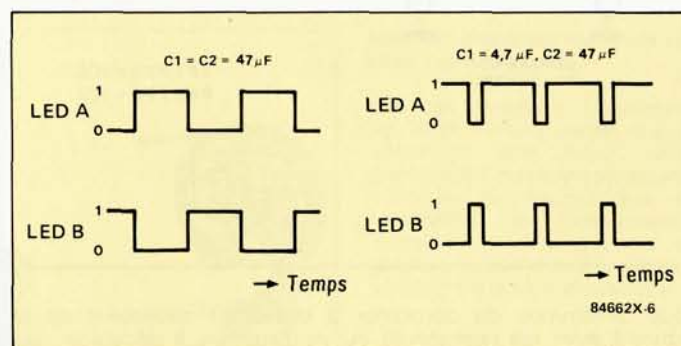 C1 = C2 = 47 µF
LED A
1
0
LED B
1
0
→ Temps
C1 = 4,7 µF, C2 = 47 µF
LED A
1
0
LED B
1
0
→ Temps
84662X-6